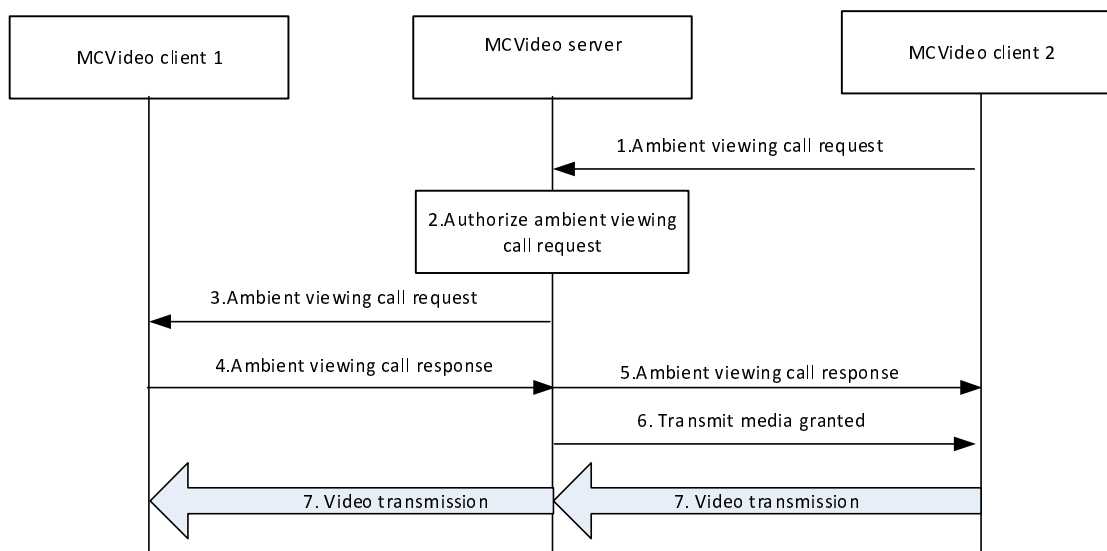 MCVideo client 1
MCVideo server
MCVideo client 2
1.Ambient viewing call request
2.Authorize ambient viewing
call request
3.Ambient viewing call request
4.Ambient viewing call response
5.Ambient viewing call response
6. Transmit media granted
7. Video transmission
7. Video transmission